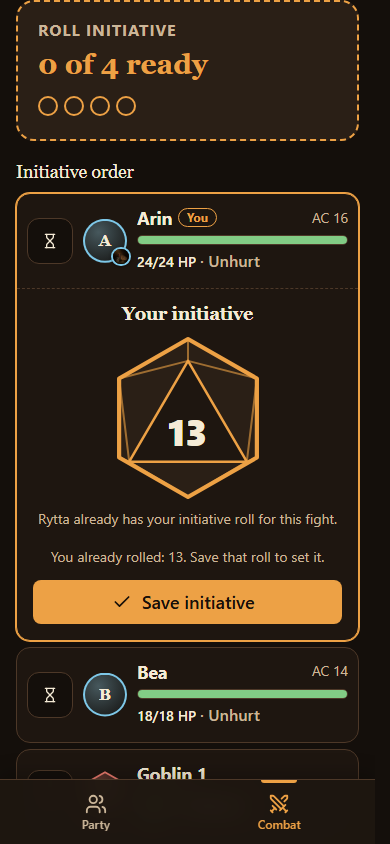 ROLL INITIATIVE
0 of 4 ready
Initiative order
Arin You AC 16
A
24/24 HP · Unhurt
Your initiative
13
Rytta already has your initiative roll for this fight.
You already rolled: 13. Save that roll to set it.
Save initiative
Bea AC 14
B
18/18 HP · Unhurt
Goblin 1
Party
Combat